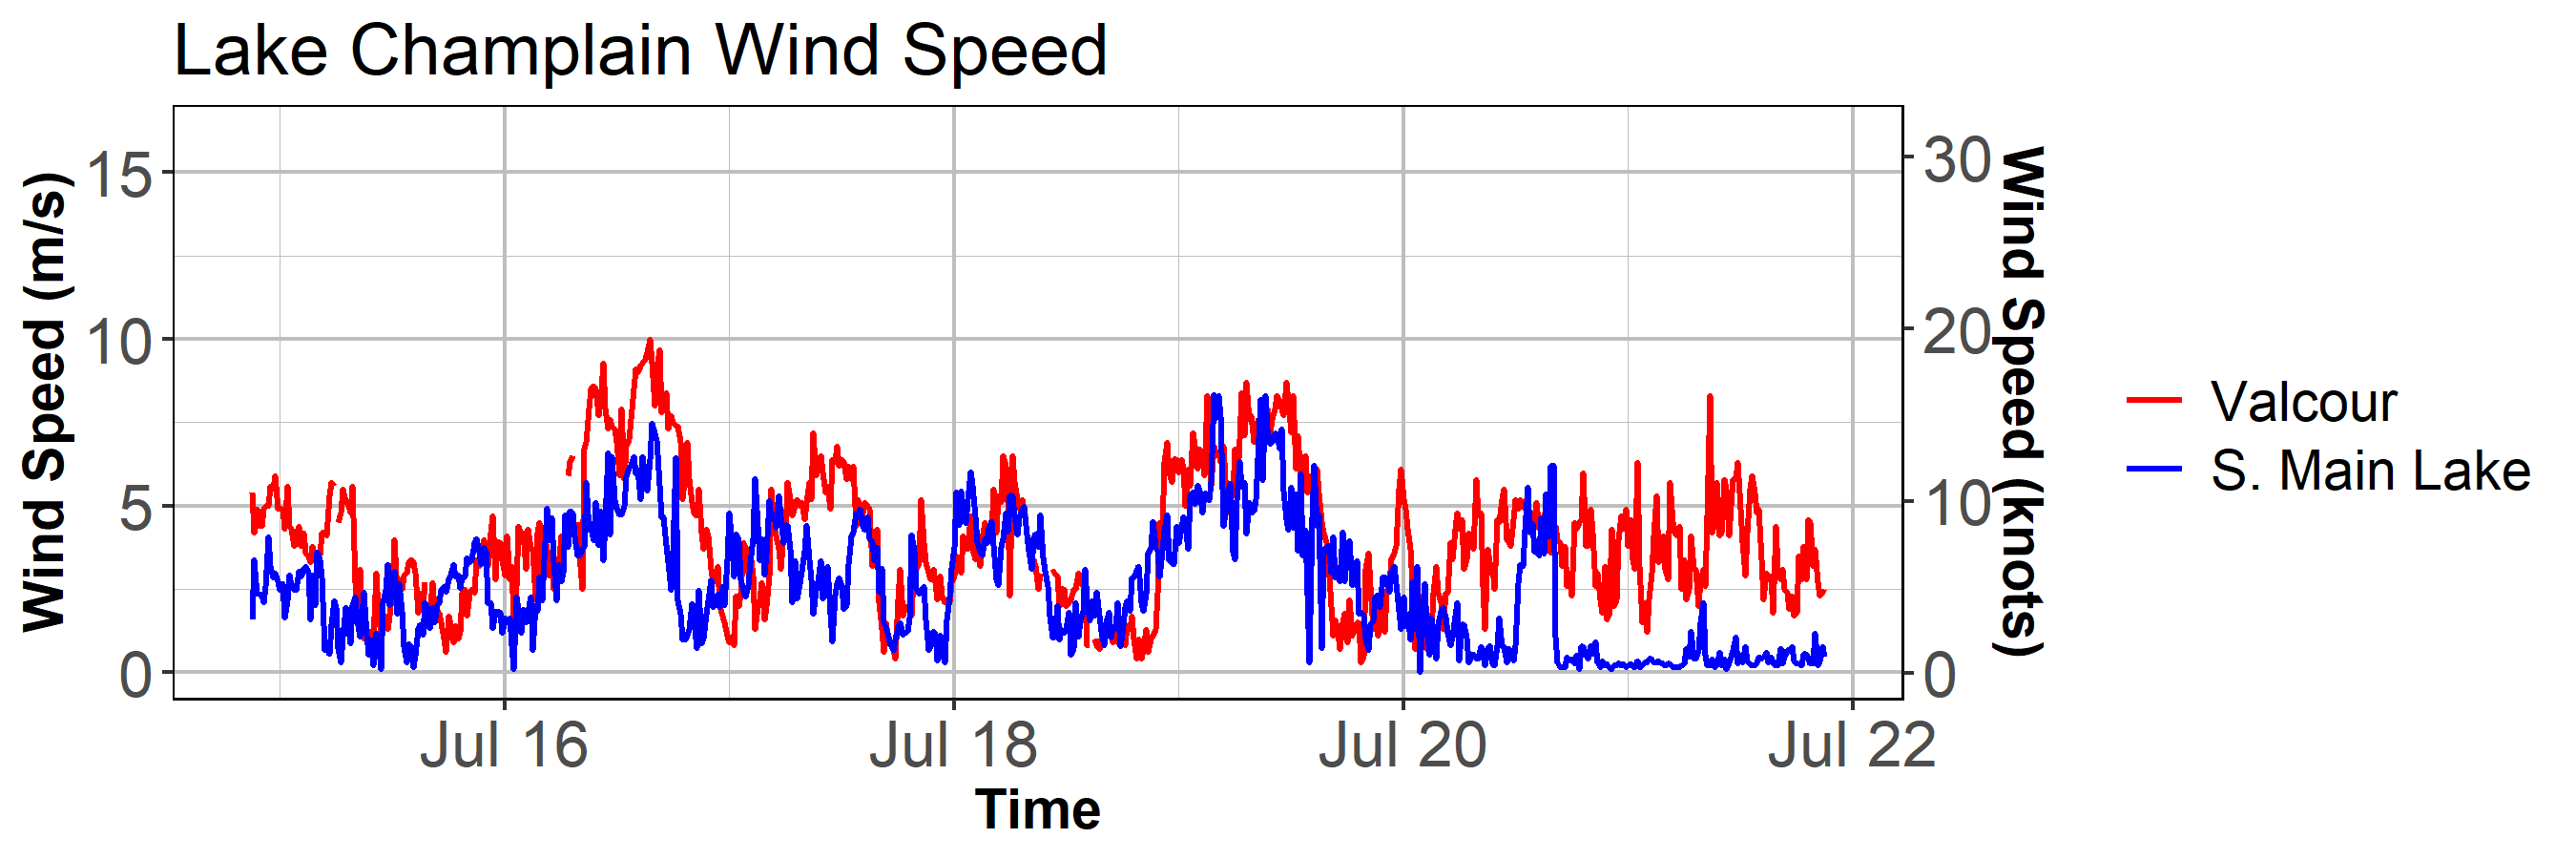 Lake Champlain Wind Speed
Wind Speed (m/s)
15
10
5
0
30
20
10
0
Wind Speed (knots)
Jul 16
Jul 18
Jul 20
Jul 22
Time
Valcour
S. Main Lake